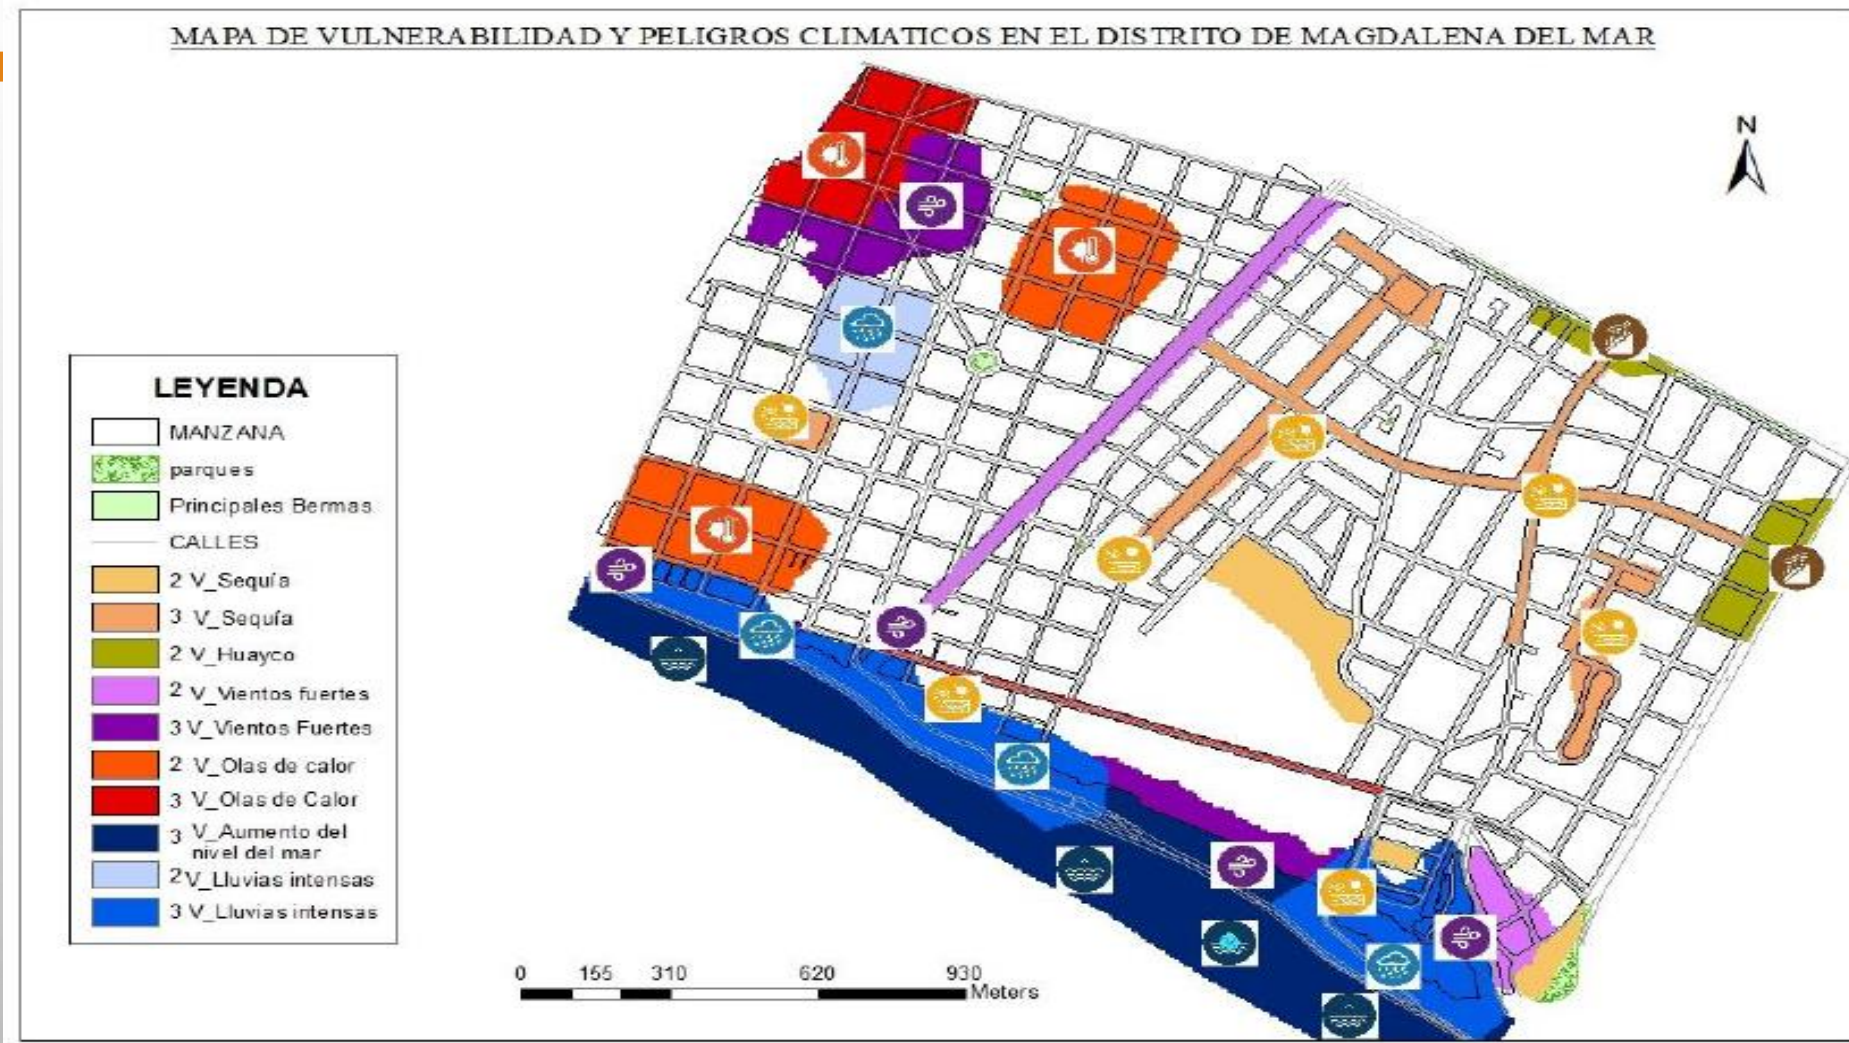 MAPA DE VULNERABILIDAD Y PELIGROS CLIMATICOS EN EL DISTRITO DE MAGDALENA DEL MAR
N
LEYENDA
MANZANA
parques
Principales Bermas
CALLES
2 V_Sequía
3 V_Sequía
2 V_Huayco
2 V_Vientos fuertes
3 V_Vientos Fuertes
2 V_Olas de calor
3 V_Olas de Calor
3 V_Aumento del
nivel del mar
2 V_Lluvias intensas
3 V_Lluvias intensas
0 155 310 620 930
Meters